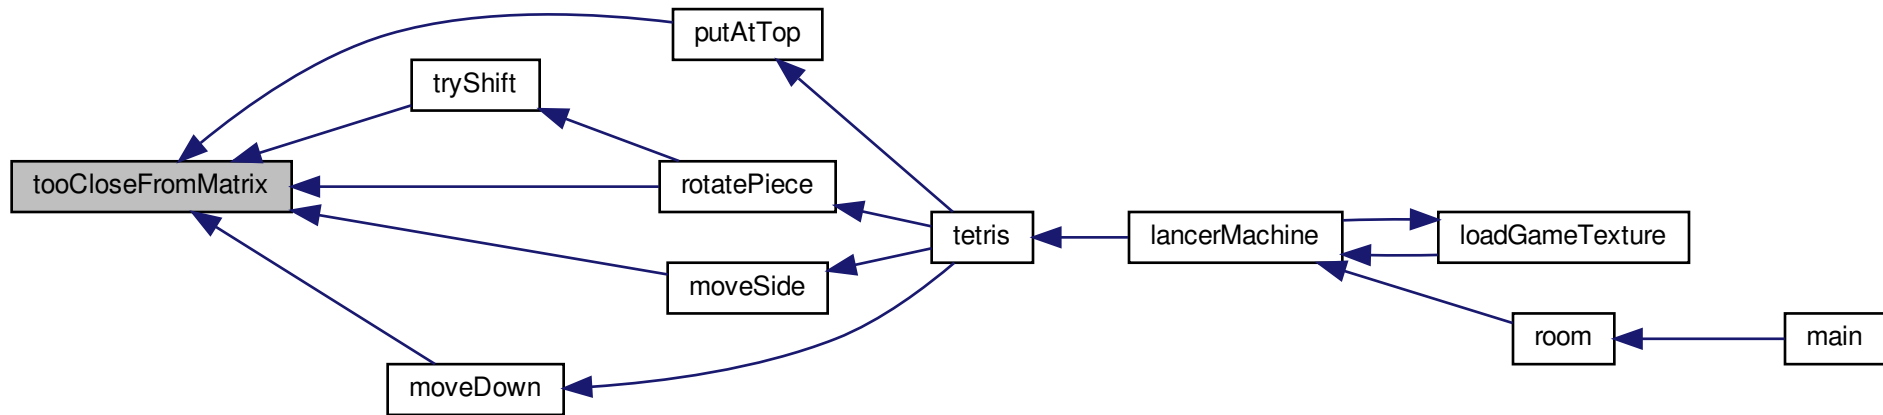 putAtTop
tryShift
tooCloseFromMatrix
rotatePiece
tetris
lancerMachine
loadGameTexture
moveSide
room
main
moveDown